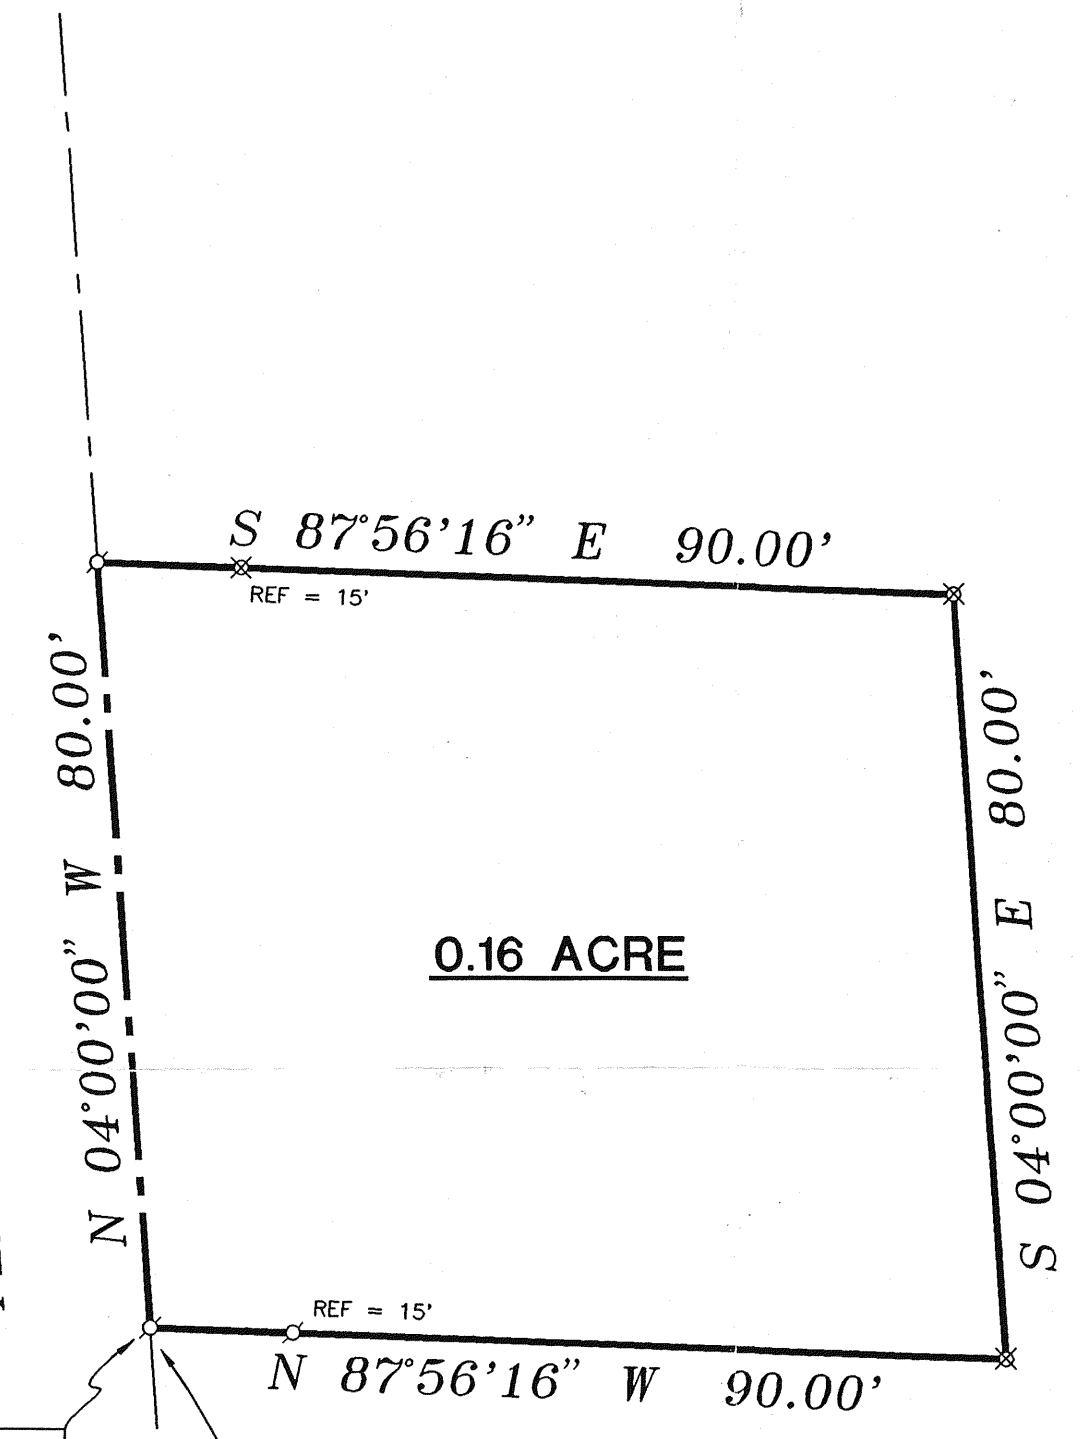 S 87°56'16" E 90.00'
REF = 15'
N 04°00'00" W 80.00'
S 04°00'00" E 80.00'
0.16 ACRE
REF = 15'
N 87°56'16" W 90.00'